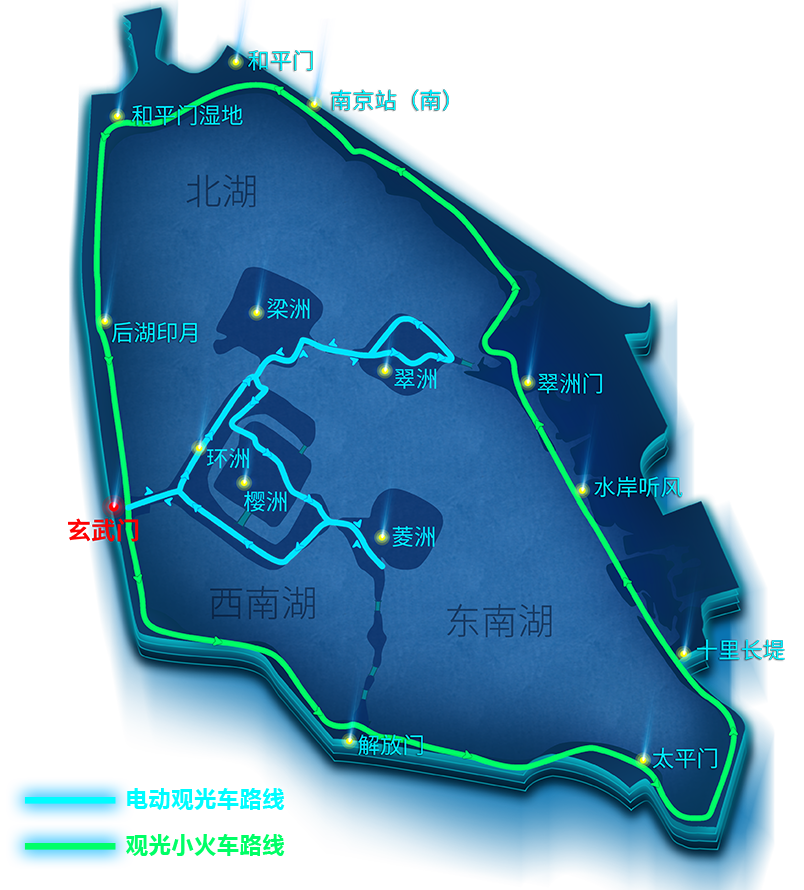 和平门
南京站（南）
和平门湿地
北湖
梁洲
后湖印月
翠洲
翠洲门
环洲
樱洲
水岸听风
玄武门
菱洲
西南湖
东南湖
十里长堤
解放门
太平门
电动观光车路线
观光小火车路线